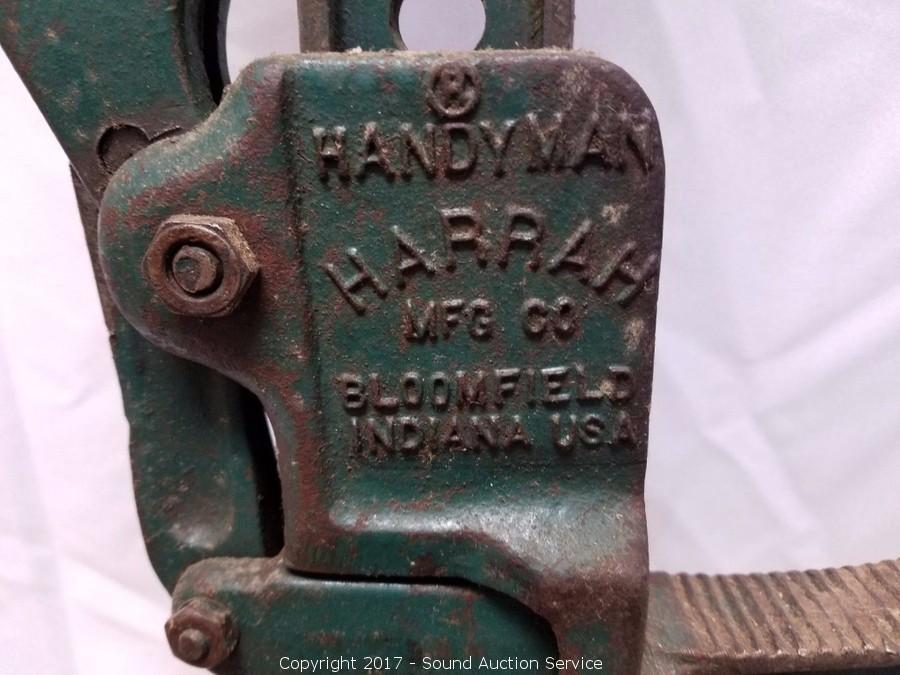 H
HANDYMAN
HARRAH
MFG CO
BLOOMFIELD
INDIANA USA
Copyright 2017 - Sound Auction Service